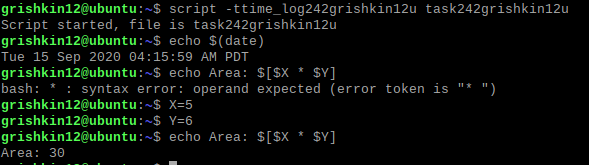 grishkin12@ubuntu:~$ script -ttime_log242grishkin12u task242grishkin12u
Script started, file is task242grishkin12u
grishkin12@ubuntu:~$ echo $(date)
Tue 15 Sep 2020 04:15:59 AM PDT
grishkin12@ubuntu:~$ echo Area: $[$X * $Y]
bash: * : syntax error: operand expected (error token is "* ")
grishkin12@ubuntu:~$ X=5
grishkin12@ubuntu:~$ Y=6
grishkin12@ubuntu:~$ echo Area: $[$X * $Y]
Area: 30
grishkin12@ubuntu:~$